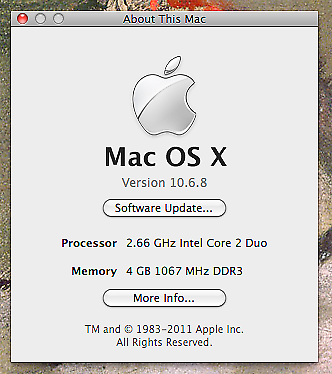 About This Mac
Mac OS X
Version 10.6.8
Software Update...
Processor 2.66 GHz Intel Core 2 Duo
Memory 4 GB 1067 MHz DDR3
More Info...
TM and © 1983-2011 Apple Inc.
All Rights Reserved.